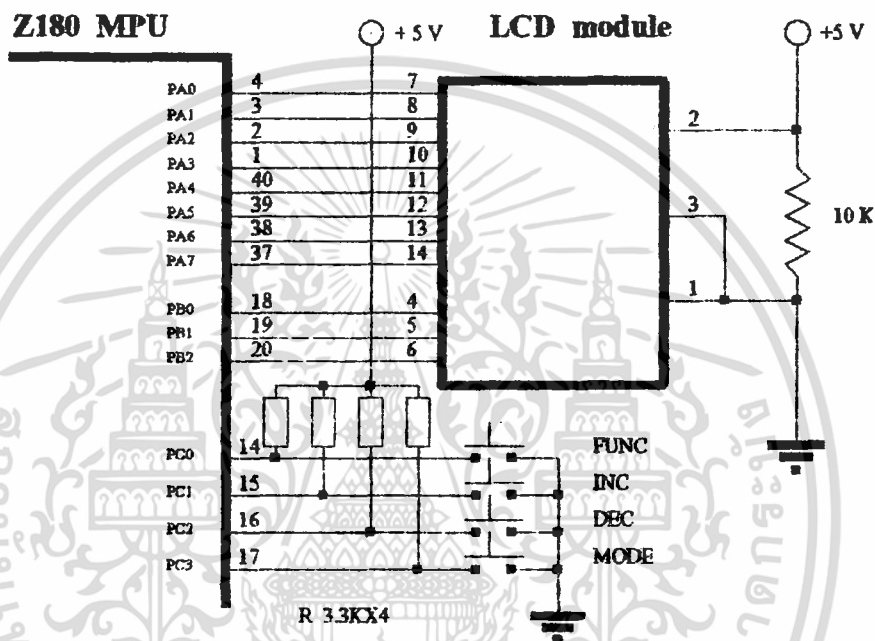 Z180 MPU
+ 5 V
LCD module
+5 V
PA0 4 7
PA1 3 8
PA2 2 9
PA3 1 10
PA4 40 11
PA5 39 12
PA6 38 13
PA7 37 14
2
3
1
10 K
PB0 18 4
PB1 19 5
PB2 20 6
PC0 14 FUNC
PC1 15 INC
PC2 16 DEC
PC3 17 MODE
R 3.3KX4